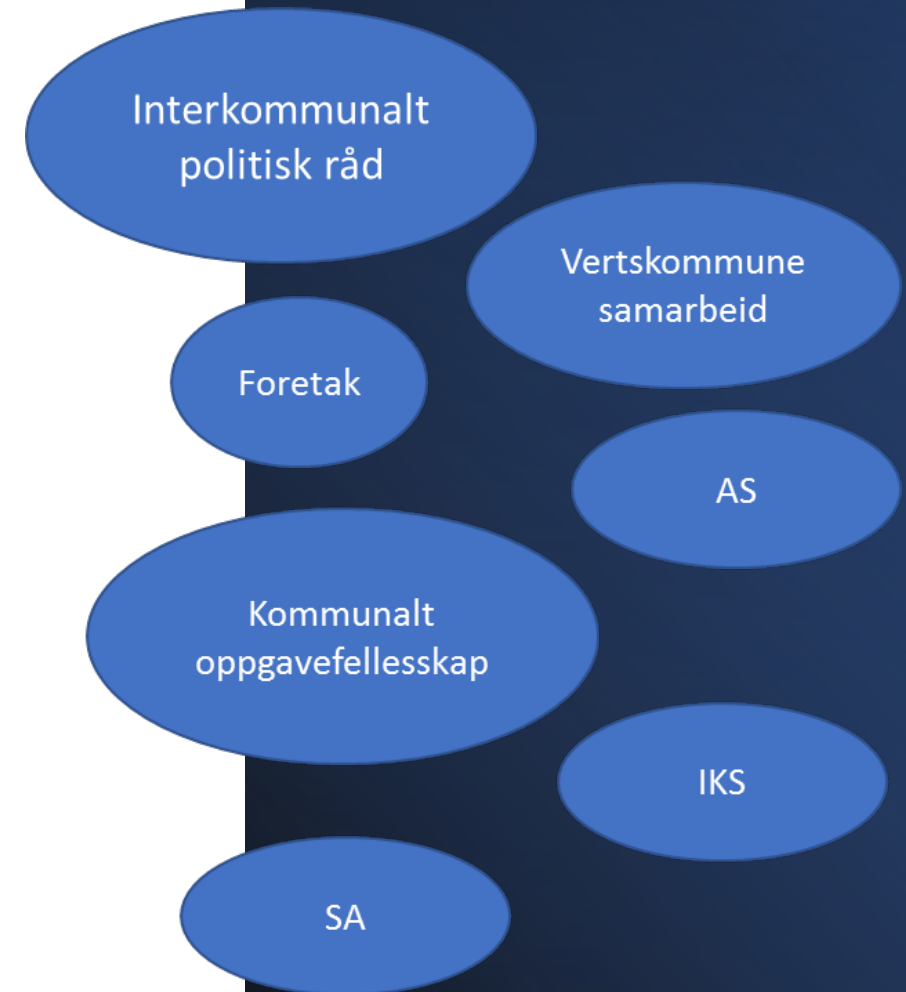 Interkommunalt
politisk råd
Vertskommune
samarbeid
Foretak
AS
Kommunalt
oppgavefellesskap
IKS
SA